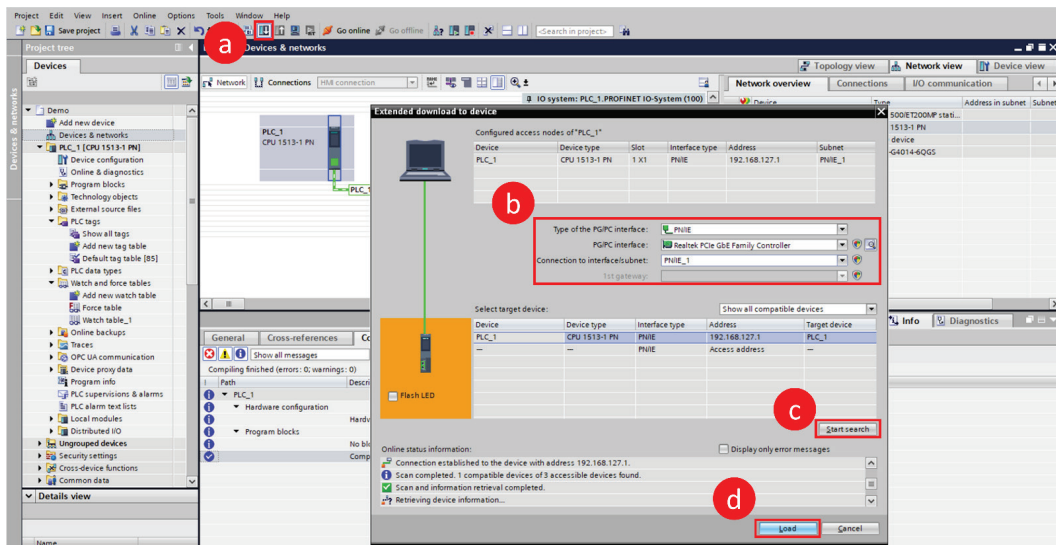 Project Edit View Insert Online Options Tools Window Help
Save project
Go online
Go offline
<Search in project>
a
Project tree
Devices & networks
Devices
Topology view
Network view
Device view
Devices & networks
Network
Connections
HMI connection
Network overview
Connections
I/O communication
IO system: PLC_1.PROFINET IO-System (100)
Device
Type
Address in subnet
Subnet
500/ET200MP stati...
1513-1 PN
device
-G4014-6QGS
Demo
Add new device
Devices & networks
PLC_1 [CPU 1513-1 PN]
Device configuration
Online & diagnostics
Program blocks
Technology objects
External source files
PLC tags
Show all tags
Add new tag table
Default tag table [85]
PLC data types
Watch and force tables
Add new watch table
Force table
Watch table_1
Online backups
Traces
OPC UA communication
Device proxy data
Program info
PLC supervisions & alarms
PLC alarm text lists
Local modules
Distributed I/O
Ungrouped devices
Security settings
Cross-device functions
Common data
Details view
Name
PLC_1
CPU 1513-1 PN
PLC_1
General
Cross-references
Co
Show all messages
Compiling finished (errors: 0; warnings: 0)
!
Path
Descri
PLC_1
Hardware configuration
Hardw
Program blocks
No blo
Comp
Info
Diagnostics
Extended download to device
Configured access nodes of "PLC_1"
Device
Device type
Slot
Interface type
Address
Subnet
PLC_1
CPU 1513-1 PN
1 X1
PN/IE
192.168.127.1
PN/IE_1
b
Type of the PG/PC interface:
PN/IE
PG/PC interface:
Realtek PCIe GbE Family Controller
Connection to interface/subnet:
PN/IE_1
1st gateway:
Select target device:
Show all compatible devices
Device
Device type
Interface type
Address
Target device
PLC_1
CPU 1513-1 PN
PN/IE
192.168.127.1
PLC_1
—
—
PN/IE
Access address
—
Flash LED
c
Start search
Online status information:
Display only error messages
Connection established to the device with address 192.168.127.1.
Scan completed. 1 compatible devices of 3 accessible devices found.
Scan and information retrieval completed.
Retrieving device information...
d
Load
Cancel